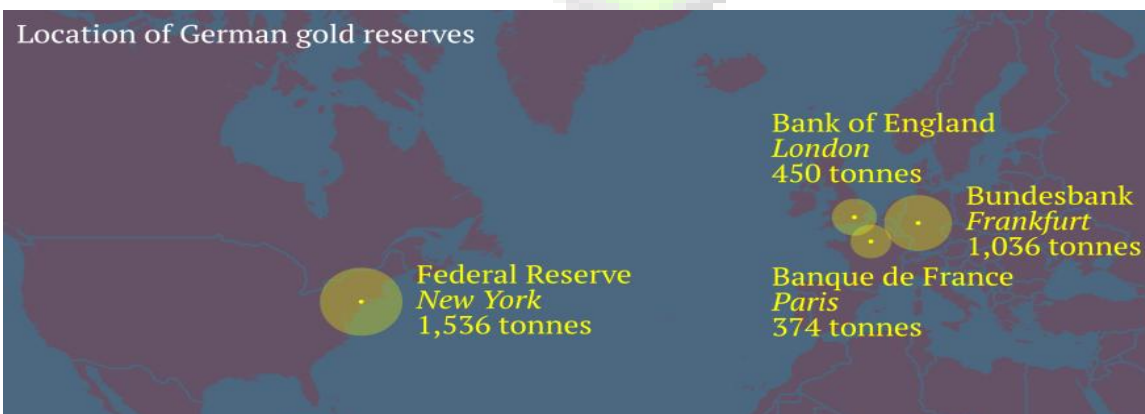 Location of German gold reserves
Bank of England
London
450 tonnes
Bundesbank
Frankfurt
1,036 tonnes
Federal Reserve
New York
1,536 tonnes
Banque de France
Paris
374 tonnes